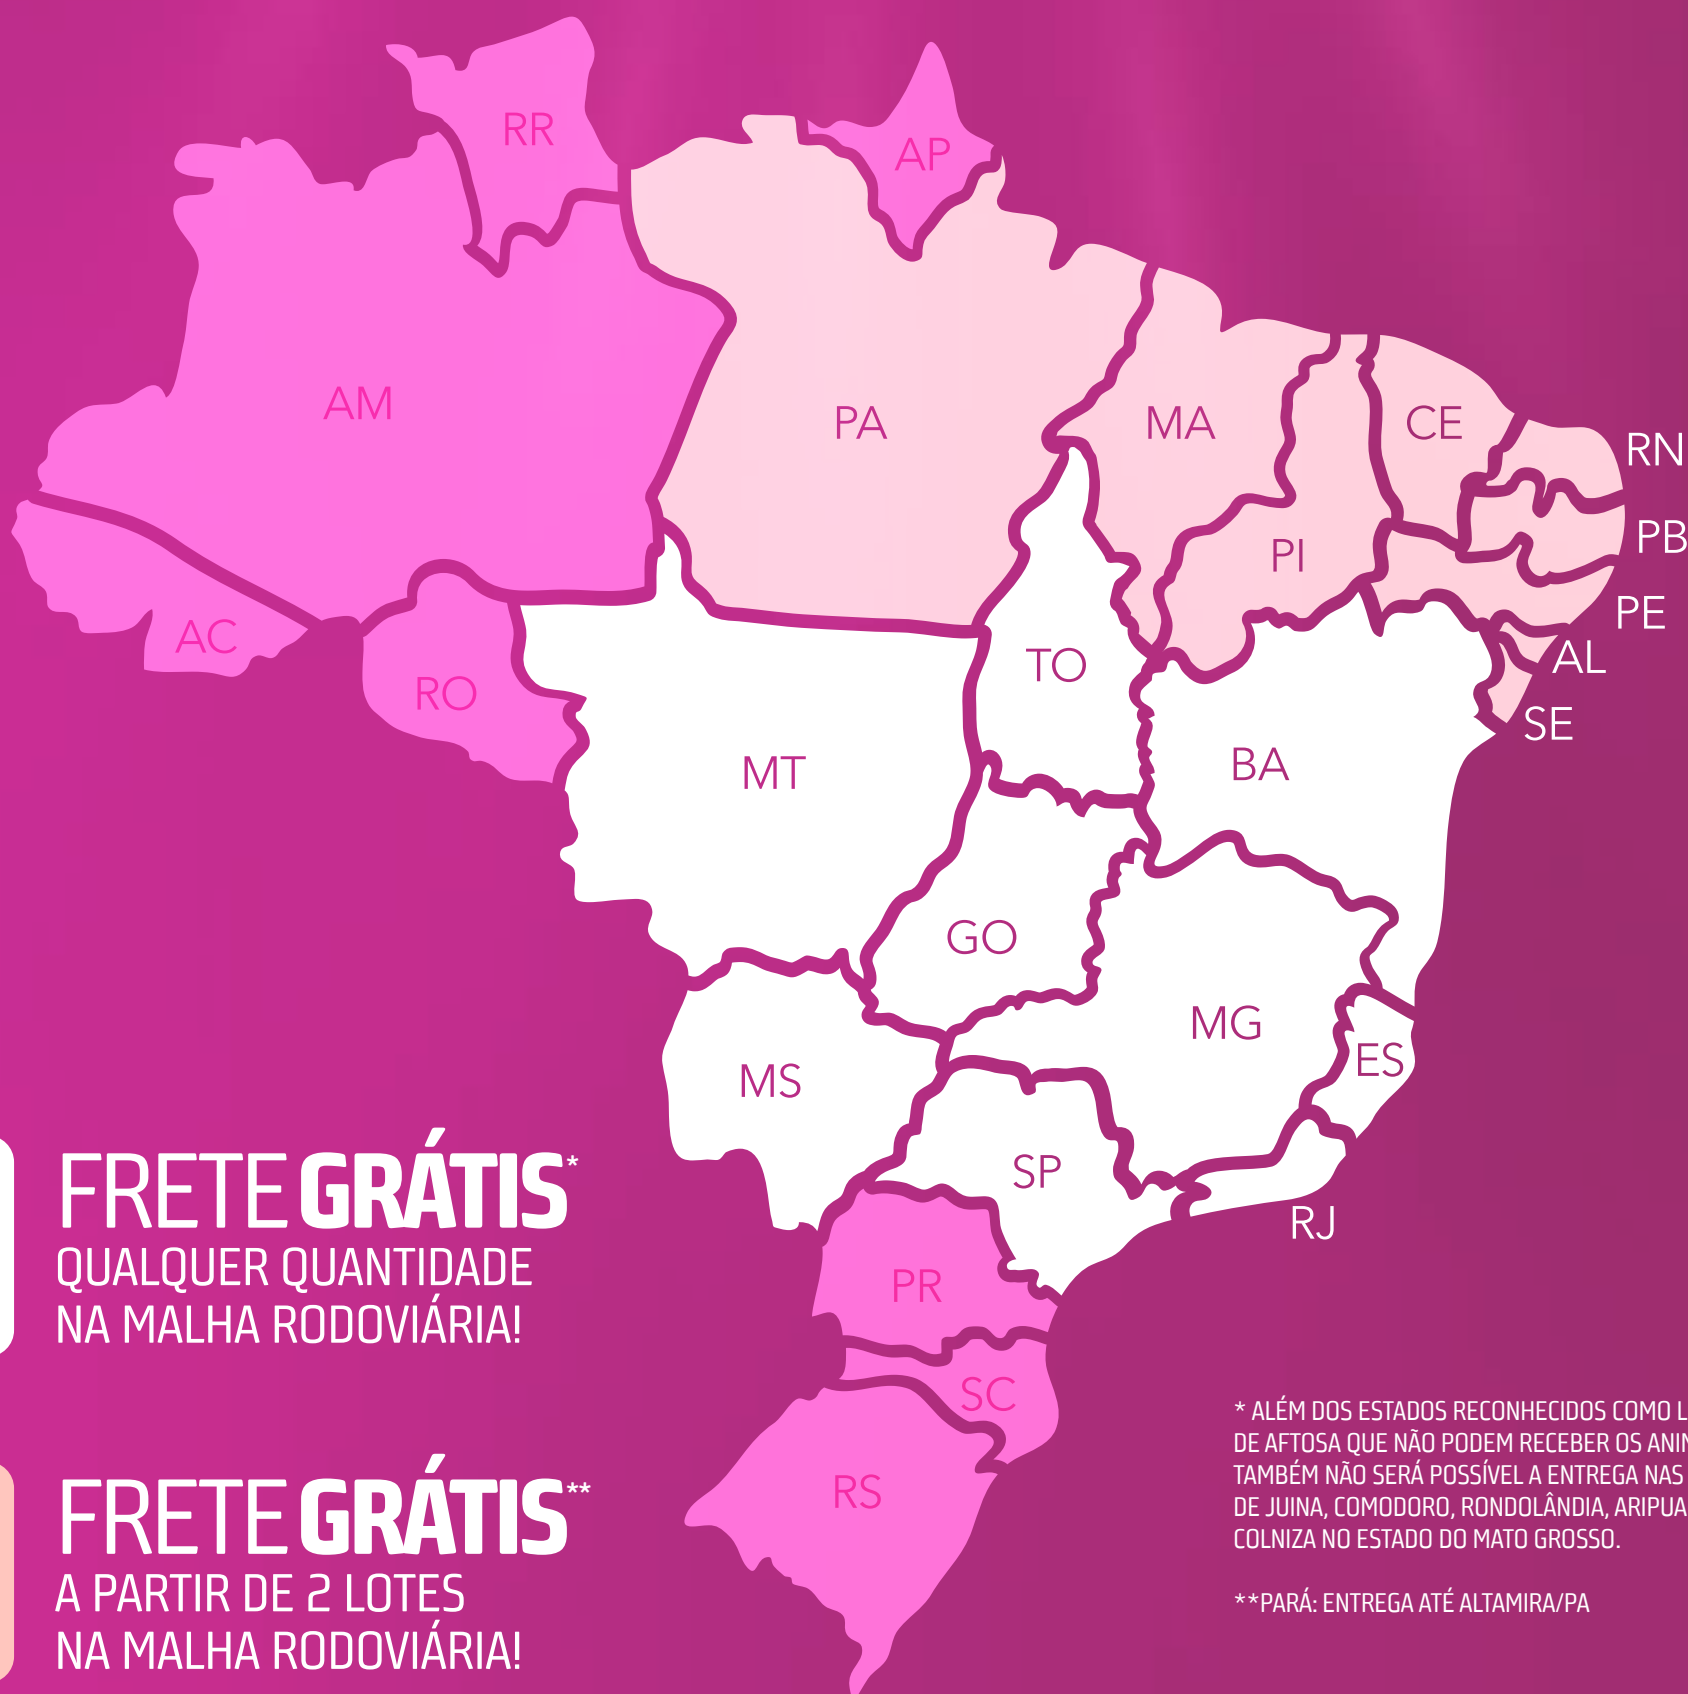 RR
AP
AM
PA
MA
CE
RN
PI
PB
PE
AC
TO
AL
RO
SE
MT
BA
GO
MG
ES
MS
SP
RJ
PR
SC
RS
FRETE GRÁTIS*
QUALQUER QUANTIDADE
NA MALHA RODOVIÁRIA!
FRETE GRÁTIS**
A PARTIR DE 2 LOTES
NA MALHA RODOVIÁRIA!
* ALÉM DOS ESTADOS RECONHECIDOS COMO
DE AFTOSA QUE NÃO PODEM RECEBER OS
TAMBÉM NÃO SERÁ POSSÍVEL A ENTREGA NAS
DE JUINA, COMODORO, RONDOLÂNDIA,
COLNIZA NO ESTADO DO MATO GROSSO.
**PARÁ: ENTREGA ATÉ ALTAMIRA/PA